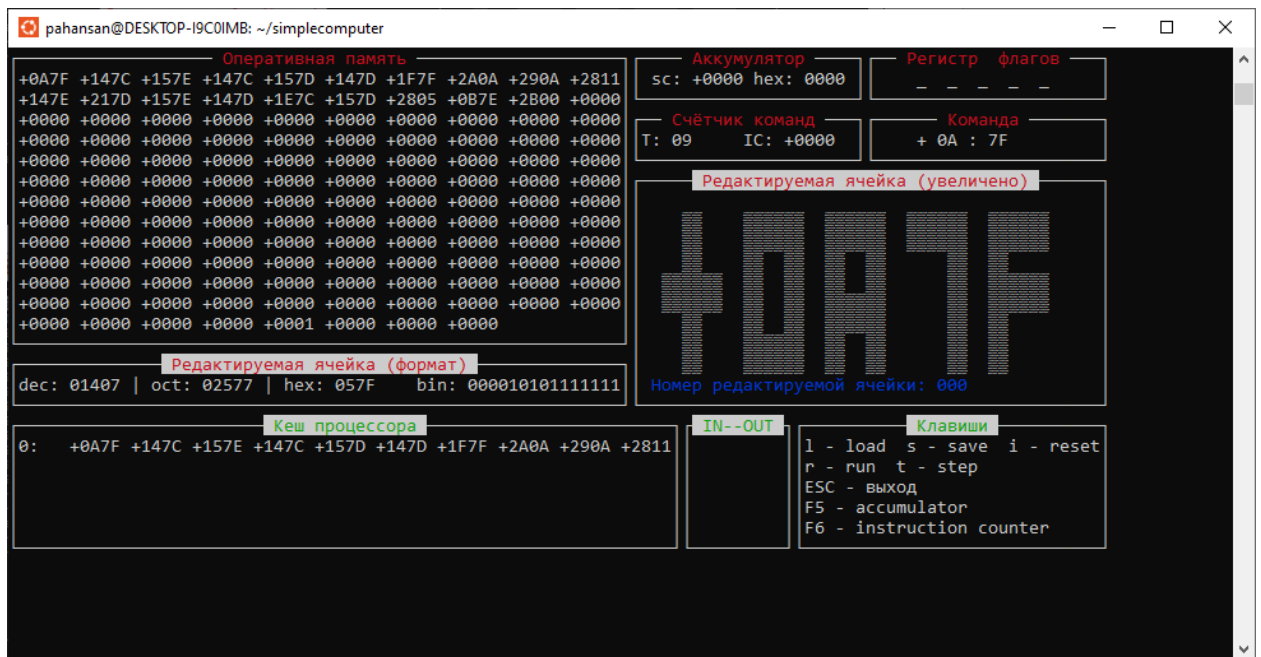 pahansan@DESKTOP-I9C0IMB: ~/simplecomputer
Оперативная память
+0A7F +147C +157E +147C +157D +147D +1F7F +2A0A +290A +2811
+147E +217D +157E +147D +1E7C +157D +2805 +0B7E +2B00 +0000
+0000 +0000 +0000 +0000 +0000 +0000 +0000 +0000 +0000 +0000
+0000 +0000 +0000 +0000 +0000 +0000 +0000 +0000 +0000 +0000
+0000 +0000 +0000 +0000 +0000 +0000 +0000 +0000 +0000 +0000
+0000 +0000 +0000 +0000 +0000 +0000 +0000 +0000 +0000 +0000
+0000 +0000 +0000 +0000 +0000 +0000 +0000 +0000 +0000 +0000
+0000 +0000 +0000 +0000 +0000 +0000 +0000 +0000 +0000 +0000
+0000 +0000 +0000 +0000 +0000 +0000 +0000 +0000 +0000 +0000
+0000 +0000 +0000 +0000 +0000 +0000 +0000 +0000 +0000 +0000
+0000 +0000 +0000 +0000 +0000 +0000 +0000 +0000 +0000 +0000
+0000 +0000 +0000 +0000 +0000 +0000 +0000 +0000 +0000 +0000
+0000 +0000 +0000 +0000 +0001 +0000 +0000 +0000
Аккумулятор
sc: +0000 hex: 0000
Регистр флагов
_ _ _ _ _
Счётчик команд
T: 09 IC: +0000
Команда
+ 0A : 7F
Редактируемая ячейка (увеличено)
+0A7F
Номер редактируемой ячейки: 000
Редактируемая ячейка (формат)
dec: 01407 | oct: 02577 | hex: 057F bin: 000010101111111
Кеш процессора
0: +0A7F +147C +157E +147C +157D +147D +1F7F +2A0A +290A +2811
IN--OUT
Клавиши
l - load s - save i - reset
r - run t - step
ESC - выход
F5 - accumulator
F6 - instruction counter